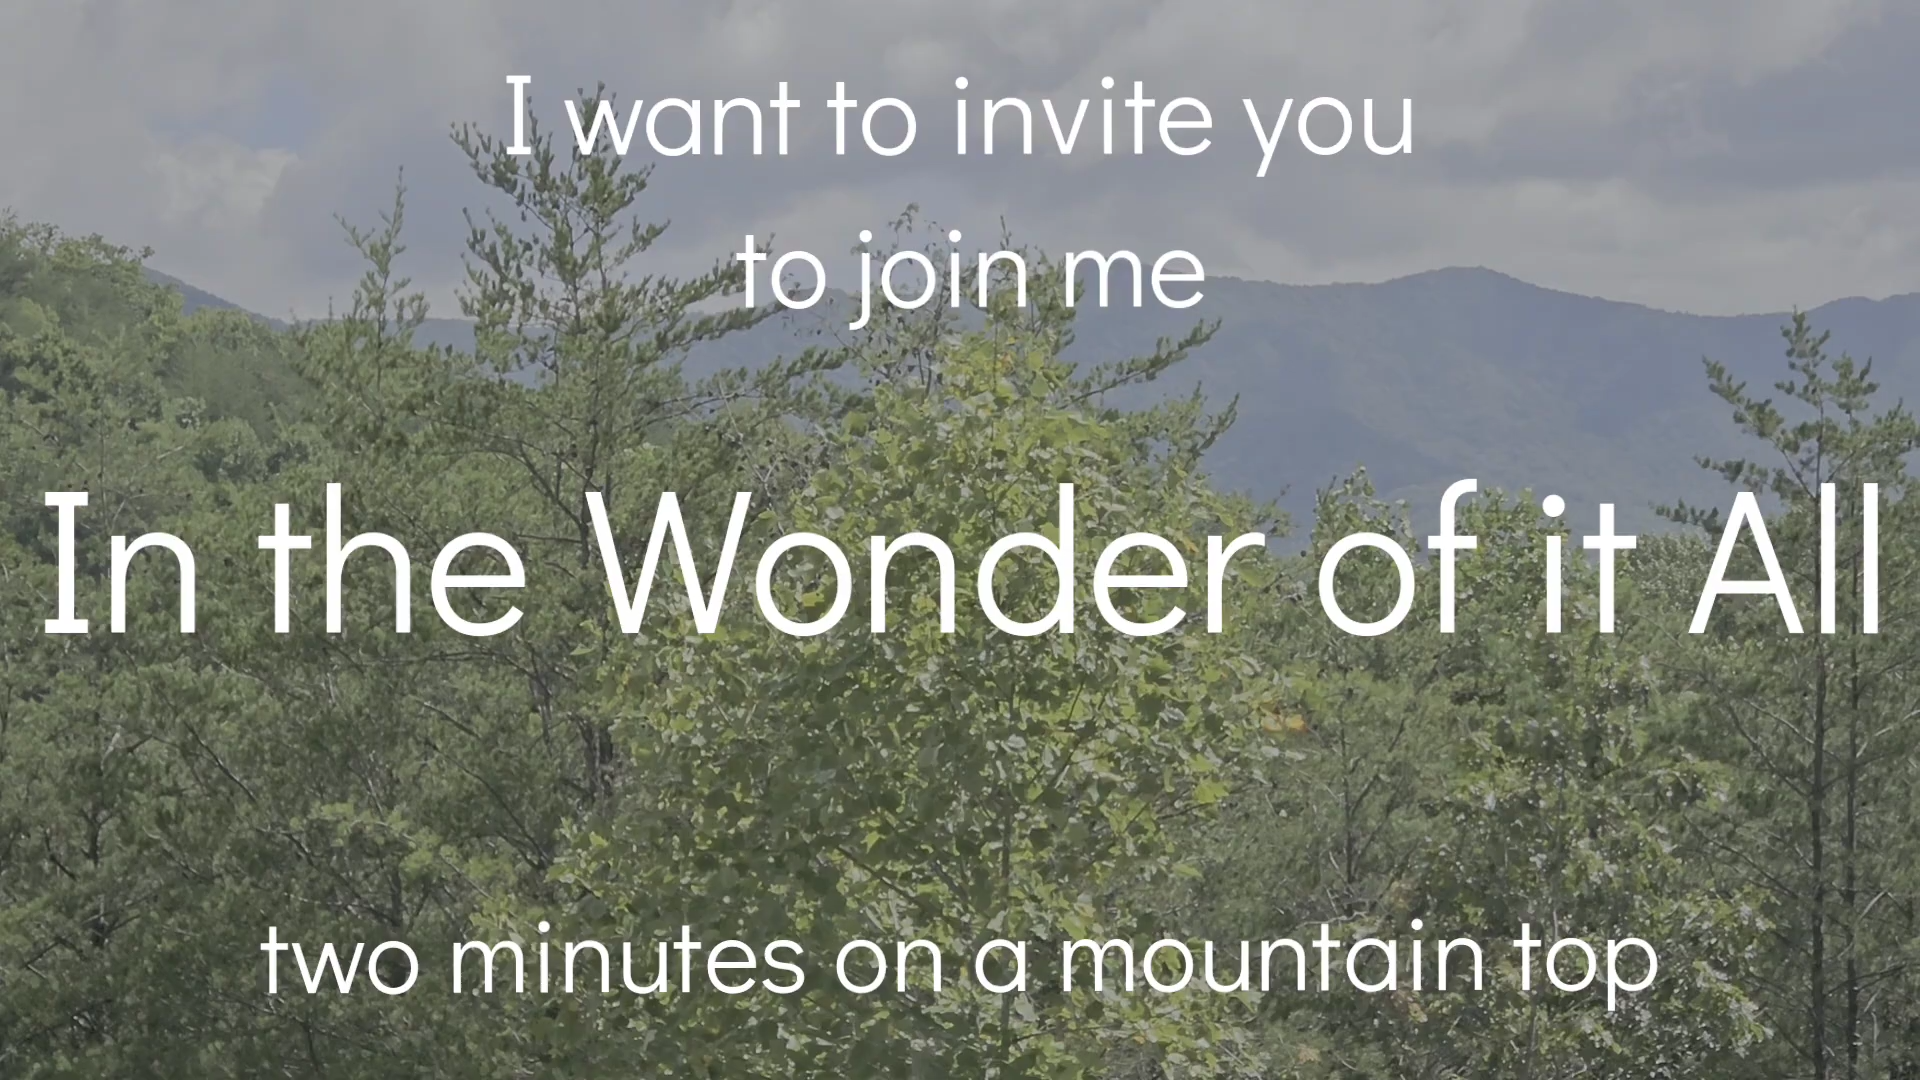 I want to invite you
to join me
In the Wonder of it All
two minutes on a mountain top